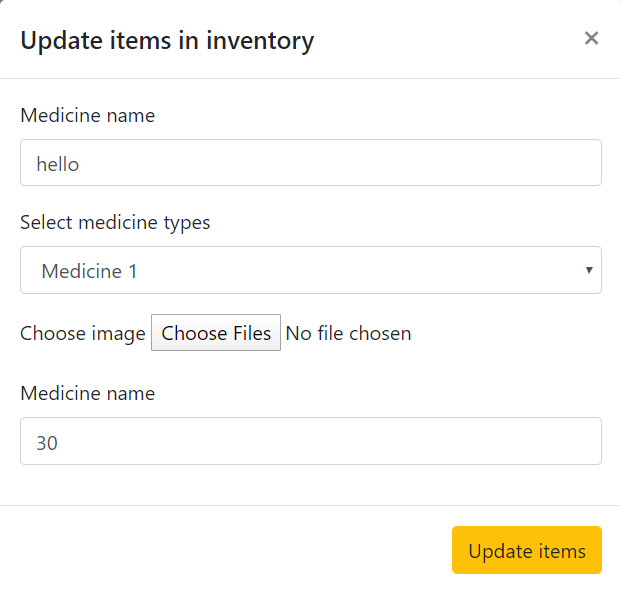 Update items in inventory ×
Medicine name
hello
Select medicine types
Medicine 1
Choose image Choose Files No file chosen
Medicine name
30
Update items